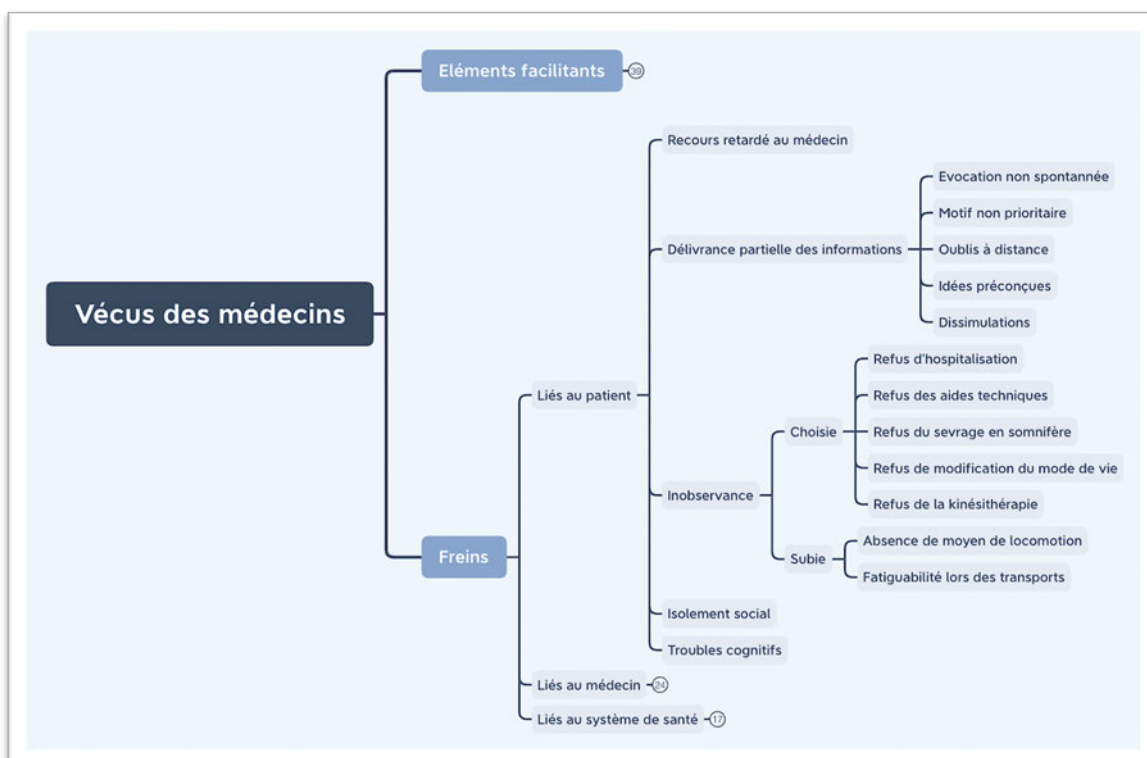 Eléments facilitants
39
Recours retardé au médecin
Evocation non spontannée
Motif non prioritaire
Délivrance partielle des informations
Oublis à distance
Idées préconçues
Dissimulations
Vécus des médecins
Refus d'hospitalisation
Liés au patient
Refus des aides techniques
Choisie
Refus du sevrage en somnifère
Refus de modification du mode de vie
Inobservance
Refus de la kinésithérapie
Absence de moyen de locomotion
Freins
Subie
Fatiguabilité lors des transports
Isolement social
Troubles cognitifs
Liés au médecin
24
Liés au système de santé
17